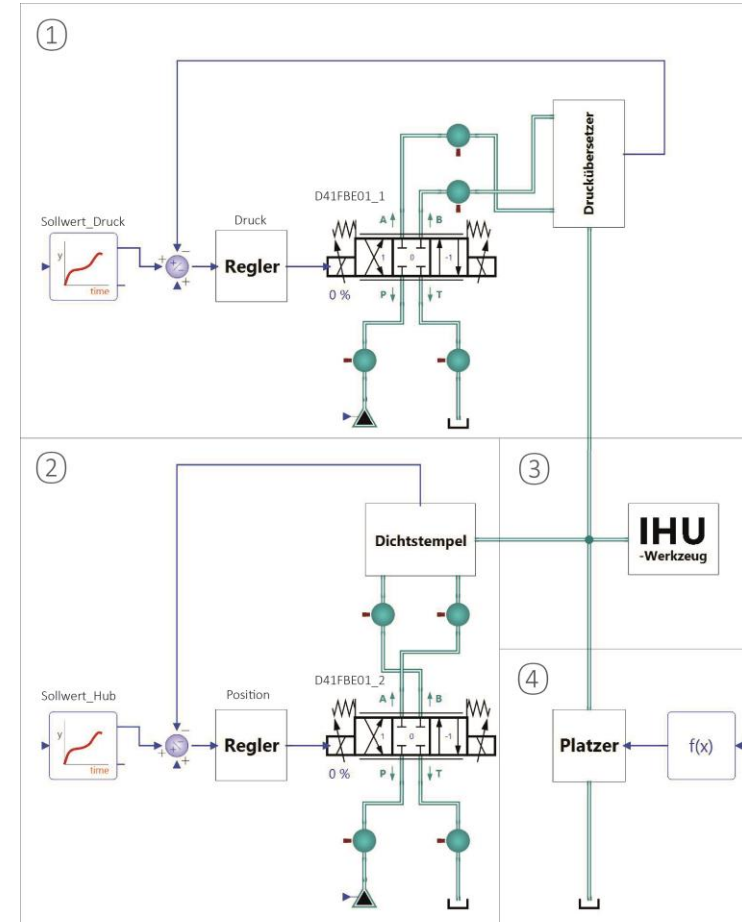 1
D41FBE01_1
Sollwert_Druck
Druck
A
B
y
time
Regler
1
0
-1
0 %
P
T
Druckübersetzer
2
Dichtstempel
D41FBE01_2
Sollwert_Hub
Position
A
B
y
time
Regler
1
0
-1
0 %
P
T
3
IHU
-Werkzeug
4
Platzer
f(x)